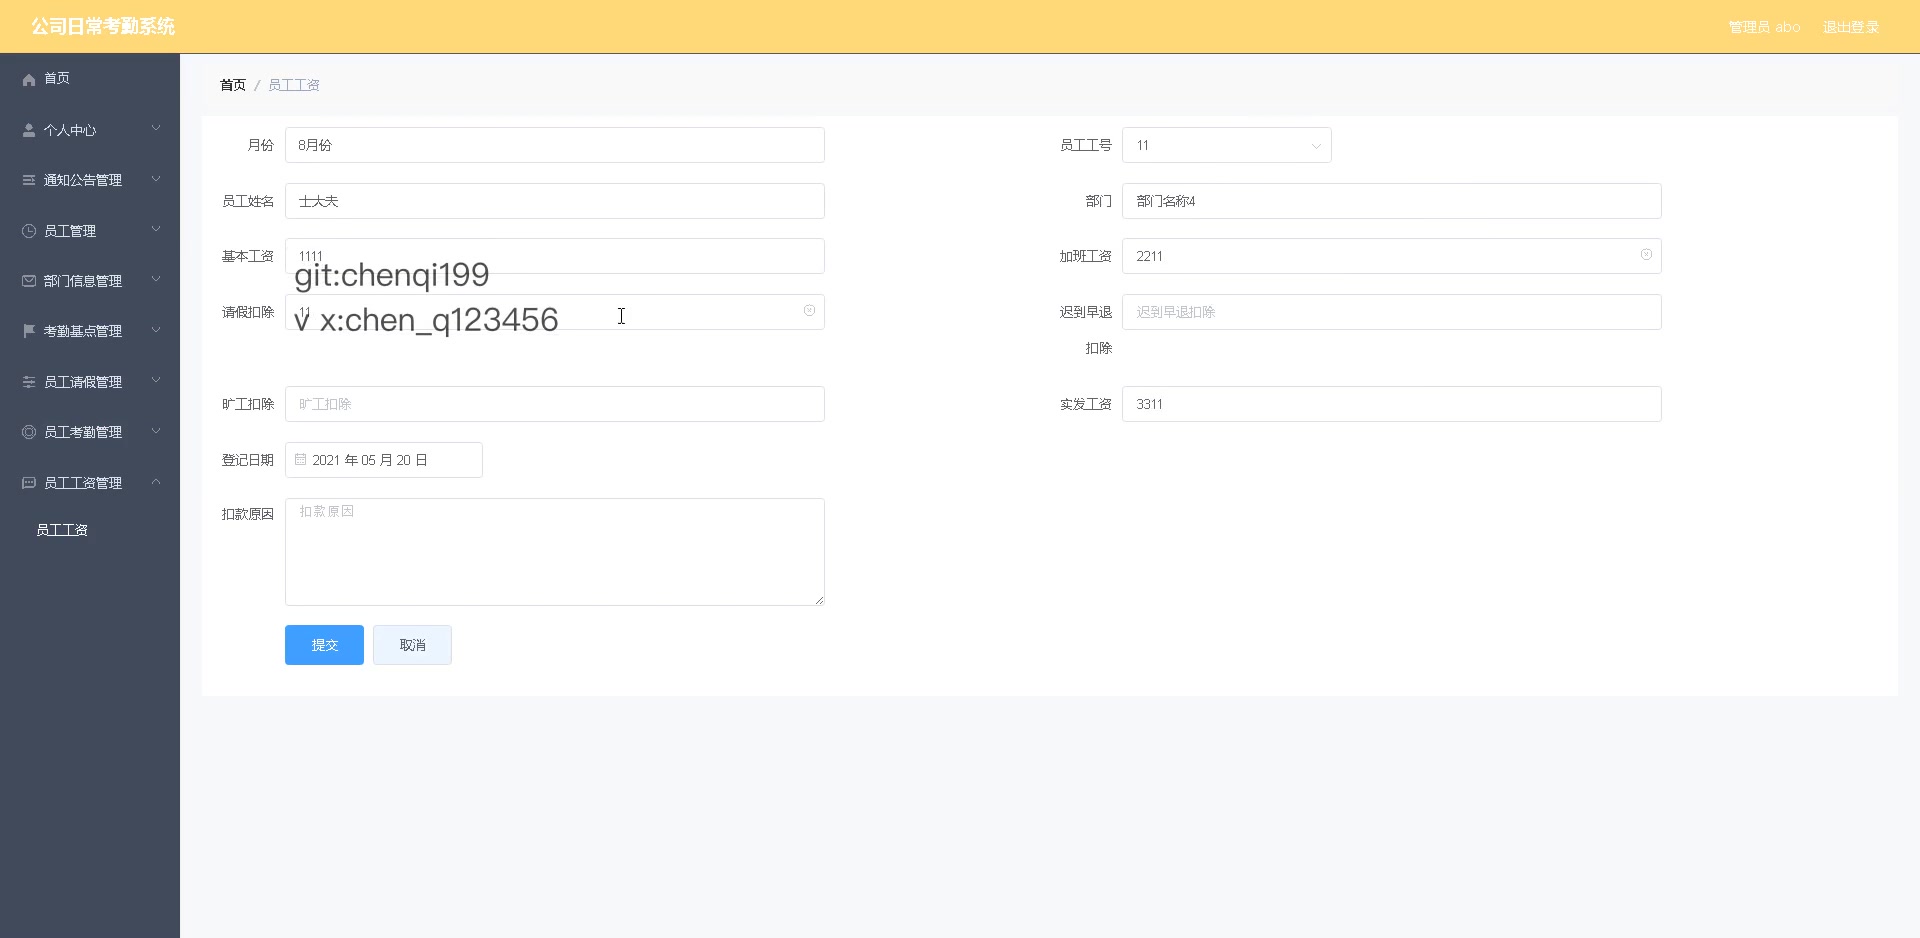 公司日常考勤系统
管理员 abo 退出登录
首页
个人中心
通知公告管理
员工管理
部门信息管理
考勤基点管理
员工请假管理
员工考勤管理
员工工资管理
员工工资
首页 / 员工工资
月份 8月份 员工工号 11
员工姓名 士大夫 部门 部门名称4
基本工资 1111 加班工资 2211
git:chenqi199
请假扣除 11 迟到早退扣除 迟到早退扣除
v x:chen_q123456
旷工扣除 旷工扣除 实发工资 3311
登记日期 2021 年 05 月 20 日
扣款原因 扣款原因
提交 取消